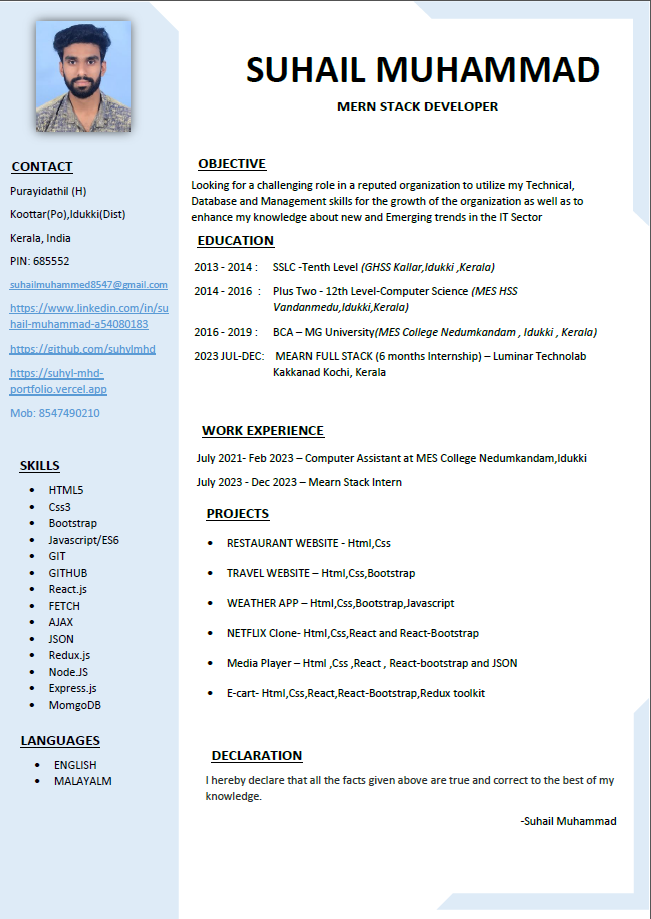 SUHAIL MUHAMMAD
MERN STACK DEVELOPER
CONTACT
Purayidathil (H)
Koottar(Po),Idukki(Dist)
Kerala, India
PIN: 685552
suhailmuhammed8547@gmail.com
https://www.linkedin.com/in/su
hail-muhammad-a54080183
https://github.com/suhylmhd
https://suhyl-mhd-
portfolio.vercel.app
Mob: 8547490210
SKILLS
• HTML5
• Css3
• Bootstrap
• Javascript/ES6
• GIT
• GITHUB
• React.js
• FETCH
• AJAX
• JSON
• Redux.js
• Node.JS
• Express.js
• MomgoDB
LANGUAGES
• ENGLISH
• MALAYALM
OBJECTIVE
Looking for a challenging role in a reputed organization to utilize my Technical,
Database and Management skills for the growth of the organization as well as to
enhance my knowledge about new and Emerging trends in the IT Sector
EDUCATION
2013 - 2014 : SSLC -Tenth Level (GHSS Kallar,Idukki ,Kerala)
2014 - 2016 : Plus Two - 12th Level-Computer Science (MES HSS
Vandanmedu,Idukki,Kerala)
2016 - 2019 : BCA – MG University(MES College Nedumkandam , Idukki , Kerala)
2023 JUL-DEC: MEARN FULL STACK (6 months Internship) – Luminar Technolab
Kakkanad Kochi, Kerala
WORK EXPERIENCE
July 2021- Feb 2023 – Computer Assistant at MES College Nedumkandam,Idukki
July 2023 - Dec 2023 – Mearn Stack Intern
PROJECTS
• RESTAURANT WEBSITE - Html,Css
• TRAVEL WEBSITE – Html,Css,Bootstrap
• WEATHER APP – Html,Css,Bootstrap,Javascript
• NETFLIX Clone- Html,Css,React and React-Bootstrap
• Media Player – Html ,Css ,React , React-bootstrap and JSON
• E-cart- Html,Css,React,React-Bootstrap,Redux toolkit
DECLARATION
I hereby declare that all the facts given above are true and correct to the best of my
knowledge.
-Suhail Muhammad